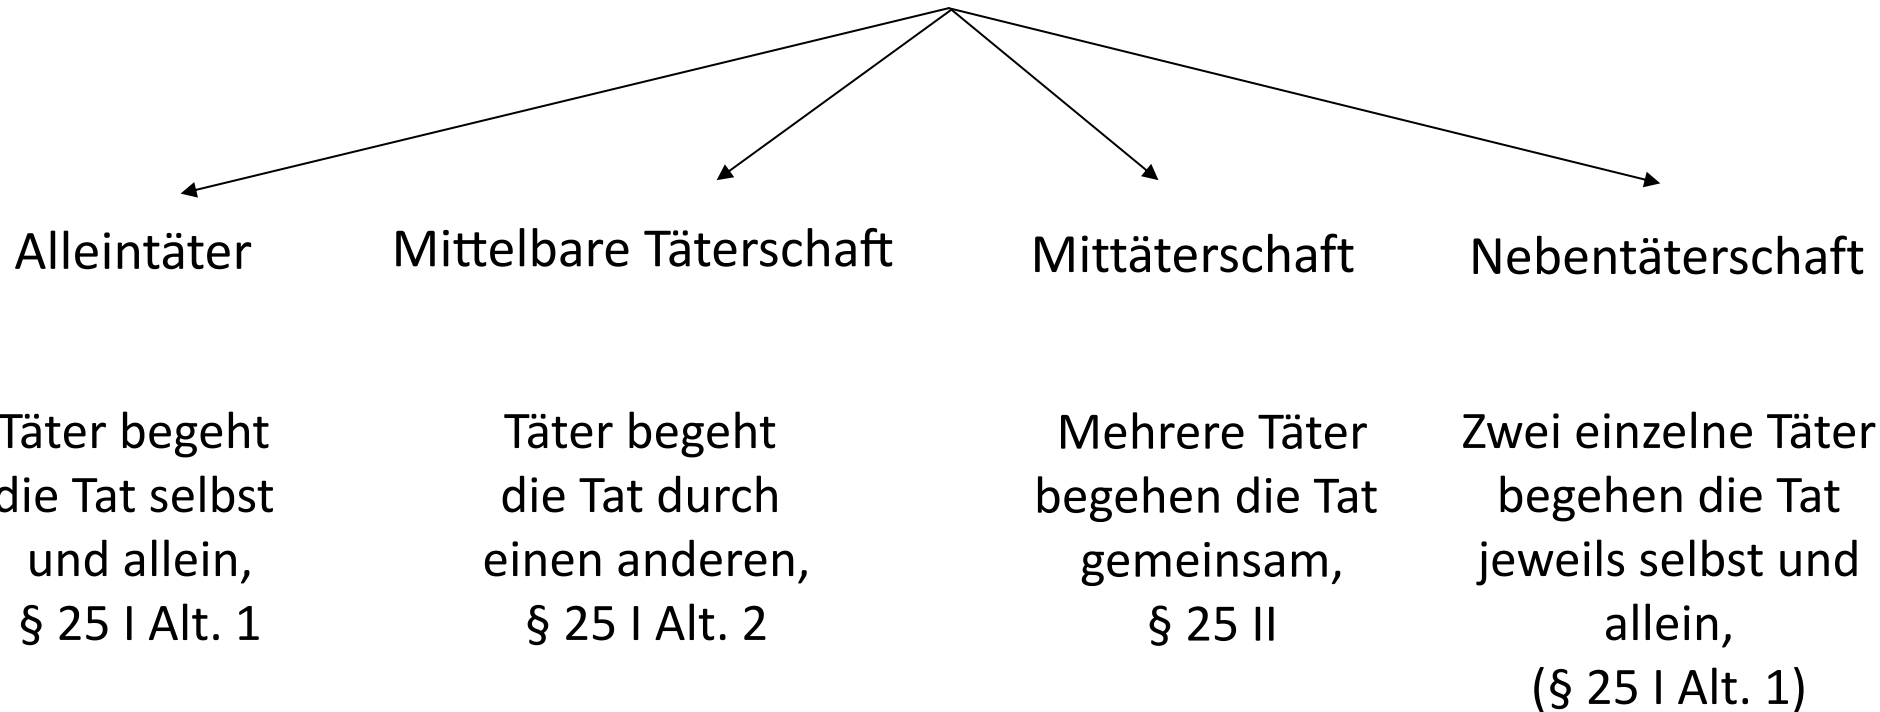 Alleintäter
Mittelbare Täterschaft
Mittäterschaft
Nebentäterschaft
Täter begeht
die Tat selbst
und allein,
§ 25 I Alt. 1
Täter begeht
die Tat durch
einen anderen,
§ 25 I Alt. 2
Mehrere Täter
begehen die Tat
gemeinsam,
§ 25 II
Zwei einzelne Täter
begehen die Tat
jeweils selbst und
allein,
(§ 25 I Alt. 1)